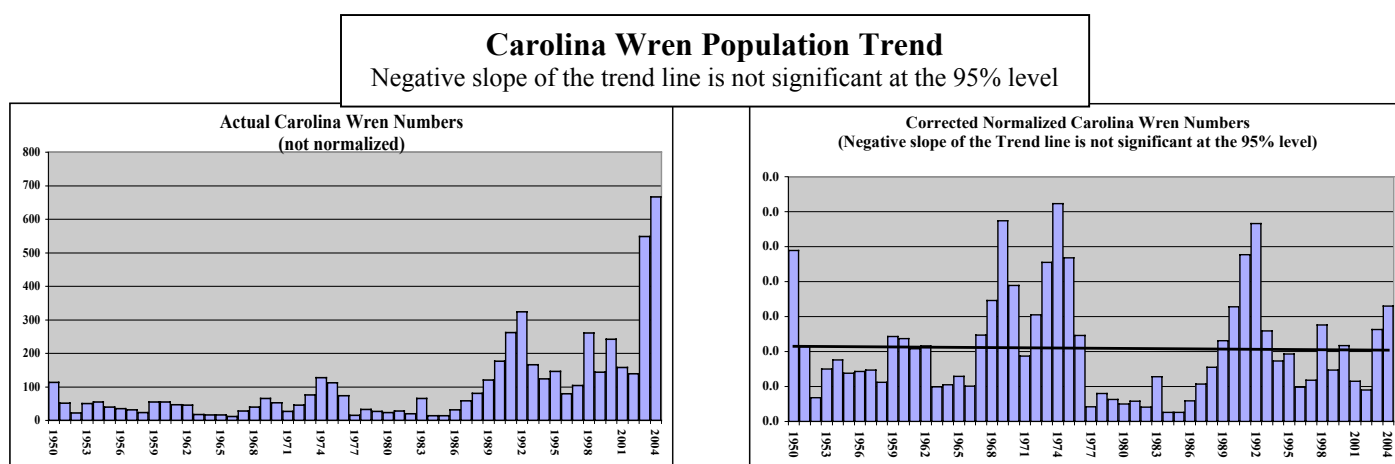 Carolina Wren Population Trend
Negative slope of the trend line is not significant at the 95% level
Actual Carolina Wren Numbers
(not normalized)
800
700
600
500
400
300
200
100
0
1950 1953 1956 1959 1962 1965 1968 1971 1974 1977 1980 1983 1986 1989 1992 1995 1998 2001 2004
Corrected Normalized Carolina Wren Numbers
(Negative slope of the Trend line is not significant at the 95% level)
0.0
0.0
0.0
0.0
0.0
0.0
0.0
0.0
1950 1953 1956 1959 1962 1965 1968 1971 1974 1977 1980 1983 1986 1989 1992 1995 1998 2001 2004